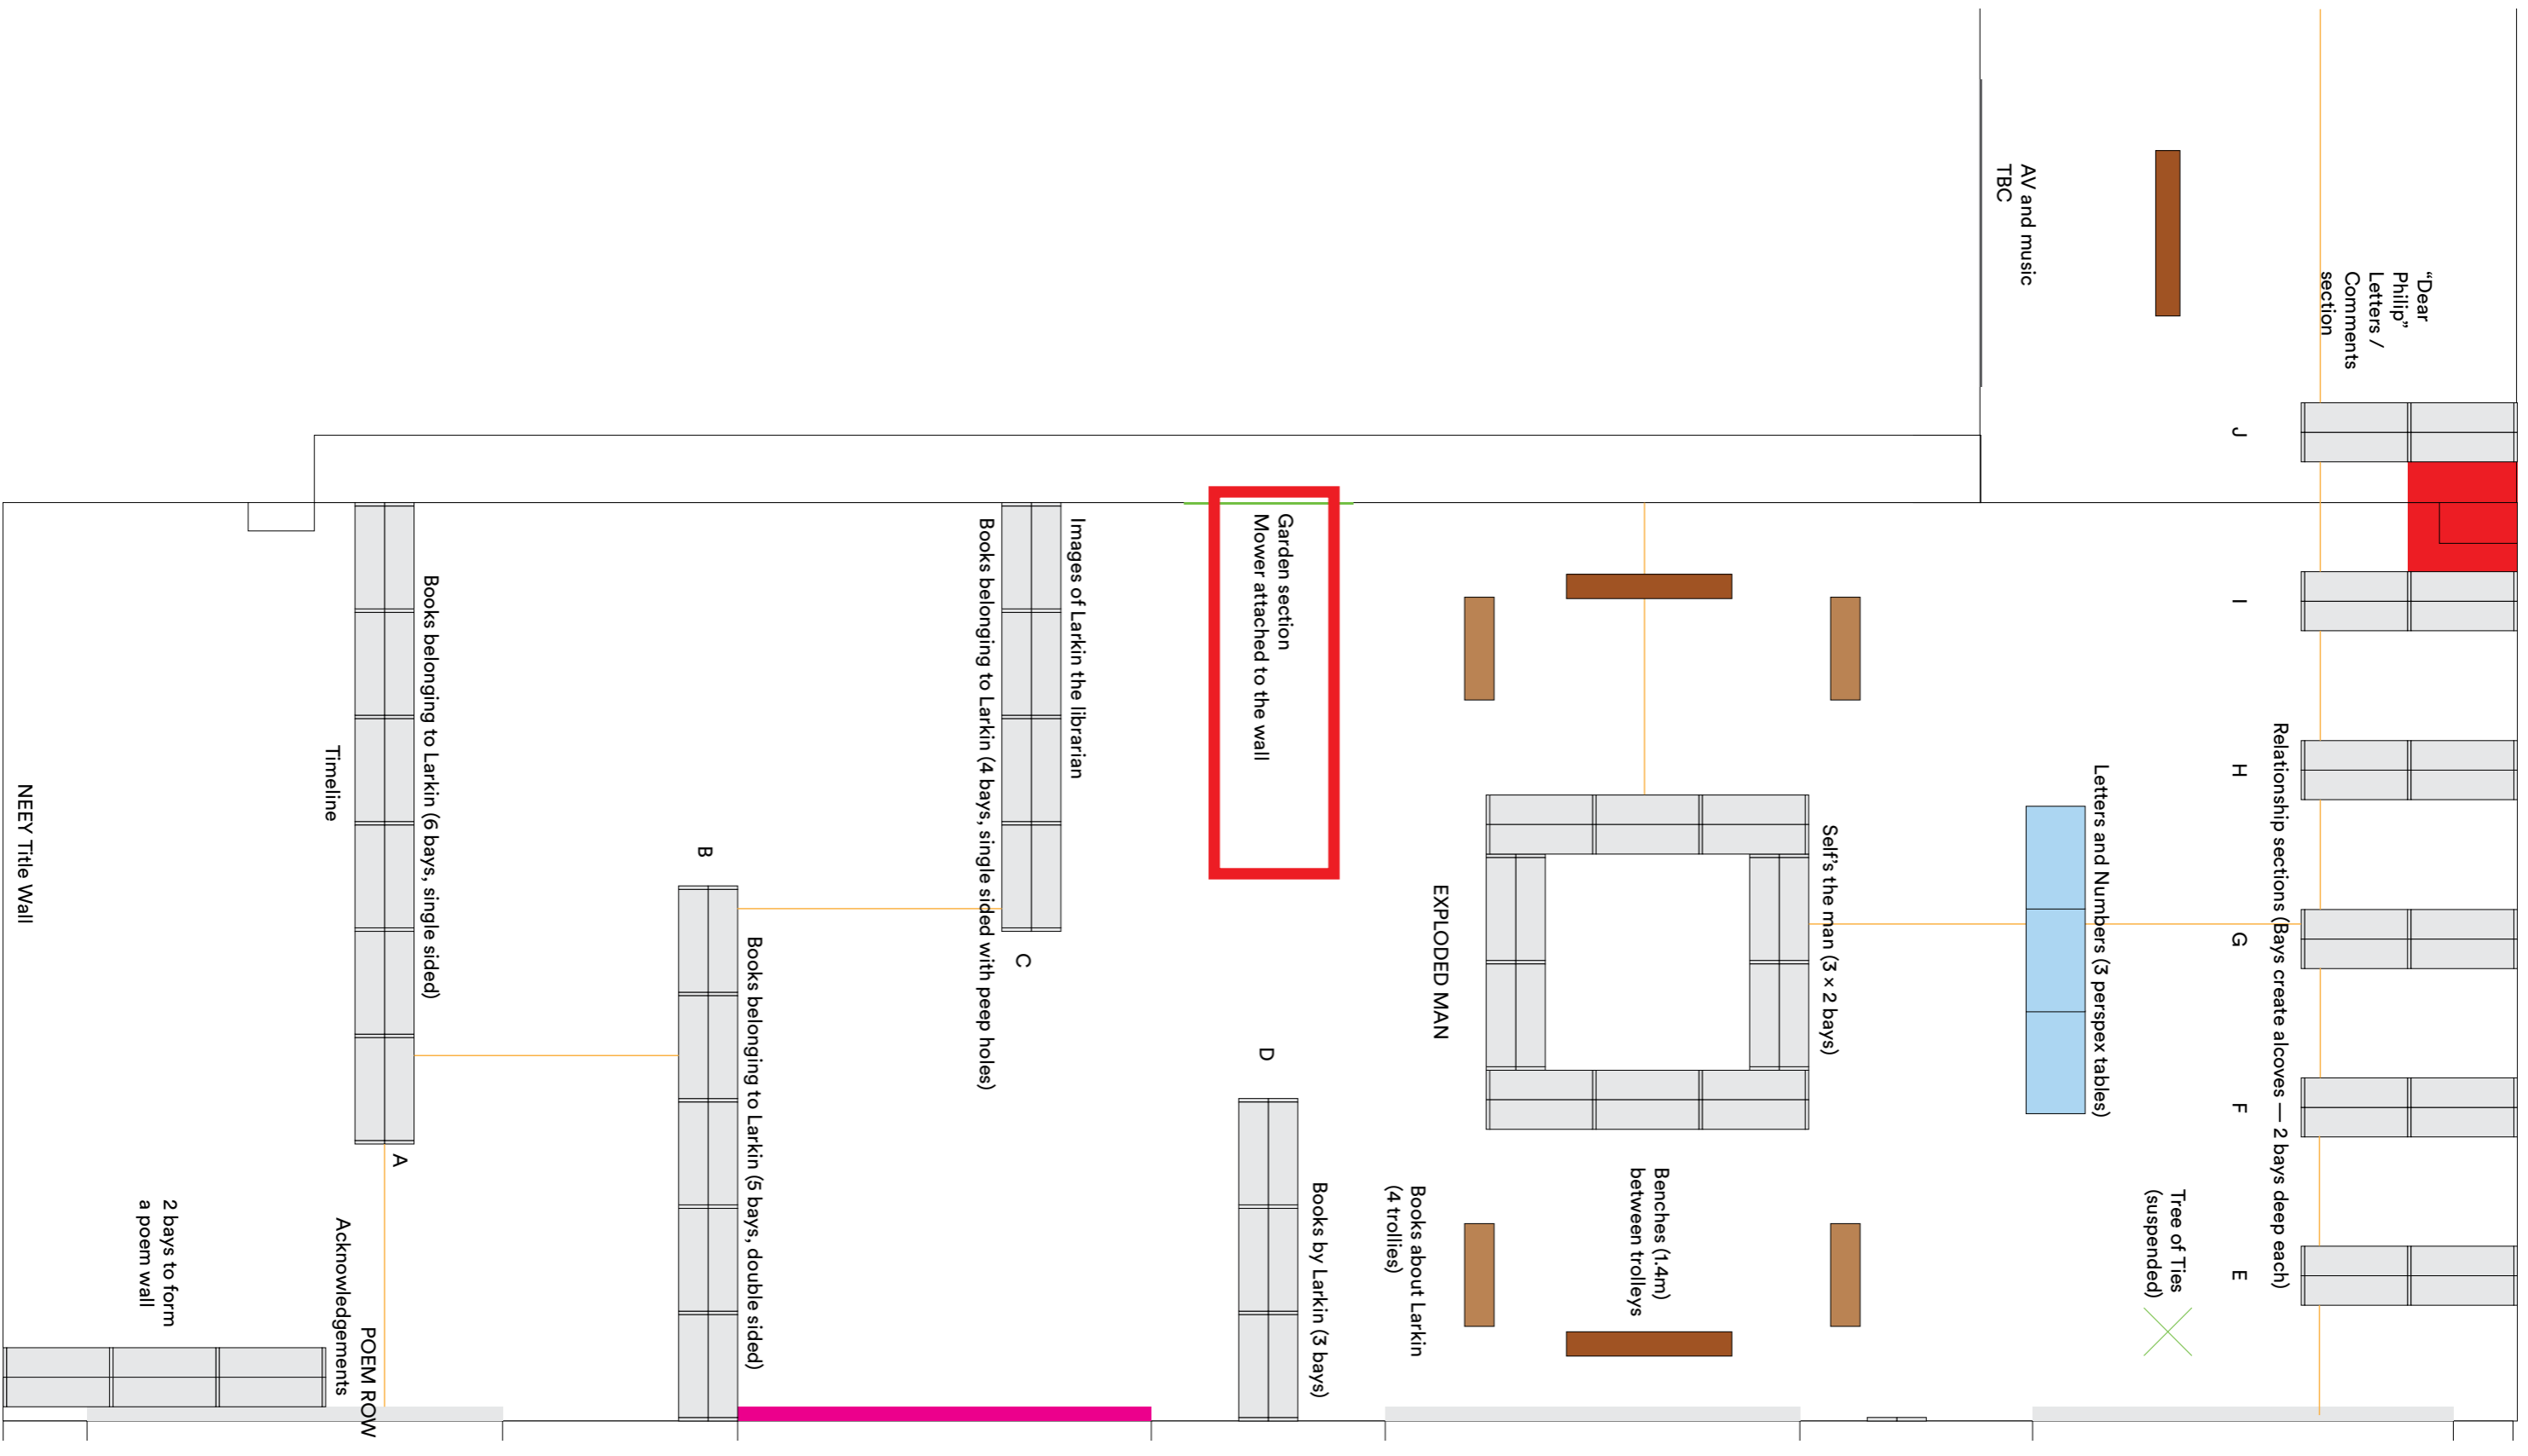 AV and music
TBC
“Dear
Philip”
Letters /
Comments
section
J
I
H
G
F
E
Relationship sections (Bays create alcoves — 2 bays deep each)
Letters and Numbers (3 perspex tables)
Tree of Ties
(suspended)
Self’s the man (3 × 2 bays)
EXPLODED MAN
Benches (1.4m)
between trolleys
Books about Larkin
(4 trollies)
Garden section
Mower attached to the wall
D
Books by Larkin (3 bays)
Images of Larkin the librarian
Books belonging to Larkin (4 bays, single sided with peep holes)
C
B
Books belonging to Larkin (5 bays, double sided)
Books belonging to Larkin (6 bays, single sided)
Timeline
A
NEEY Title Wall
2 bays to form
a poem wall
Acknowledgements
POEM ROW